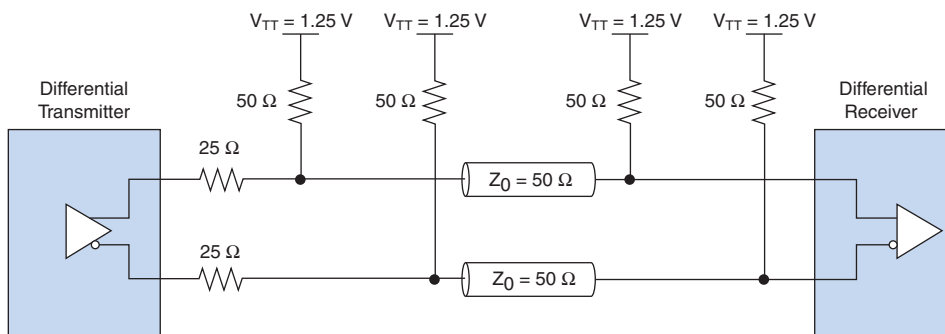 V_TT = 1.25 V
V_TT = 1.25 V
V_TT = 1.25 V
V_TT = 1.25 V
Differential
Transmitter
Differential
Receiver
50 Ω
50 Ω
50 Ω
50 Ω
25 Ω
Z_0 = 50 Ω
25 Ω
Z_0 = 50 Ω